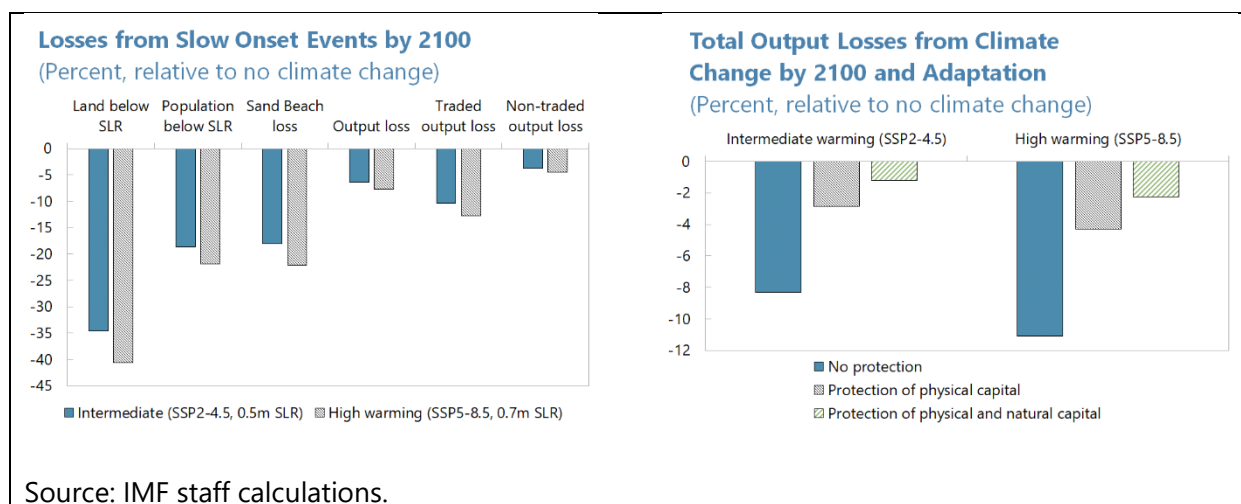 Losses from Slow Onset Events by 2100
(Percent, relative to no climate change)
Land below SLR
Population below SLR
Sand Beach loss
Output loss
Traded output loss
Non-traded output loss
0
-5
-10
-15
-20
-25
-30
-35
-40
-45
Intermediate (SSP2-4.5, 0.5m SLR)
High warming (SSP5-8.5, 0.7m SLR)
Total Output Losses from Climate
Change by 2100 and Adaptation
(Percent, relative to no climate change)
Intermediate warming (SSP2-4.5)
High warming (SSP5-8.5)
0
-2
-4
-6
-8
-10
-12
No protection
Protection of physical capital
Protection of physical and natural capital
Source: IMF staff calculations.